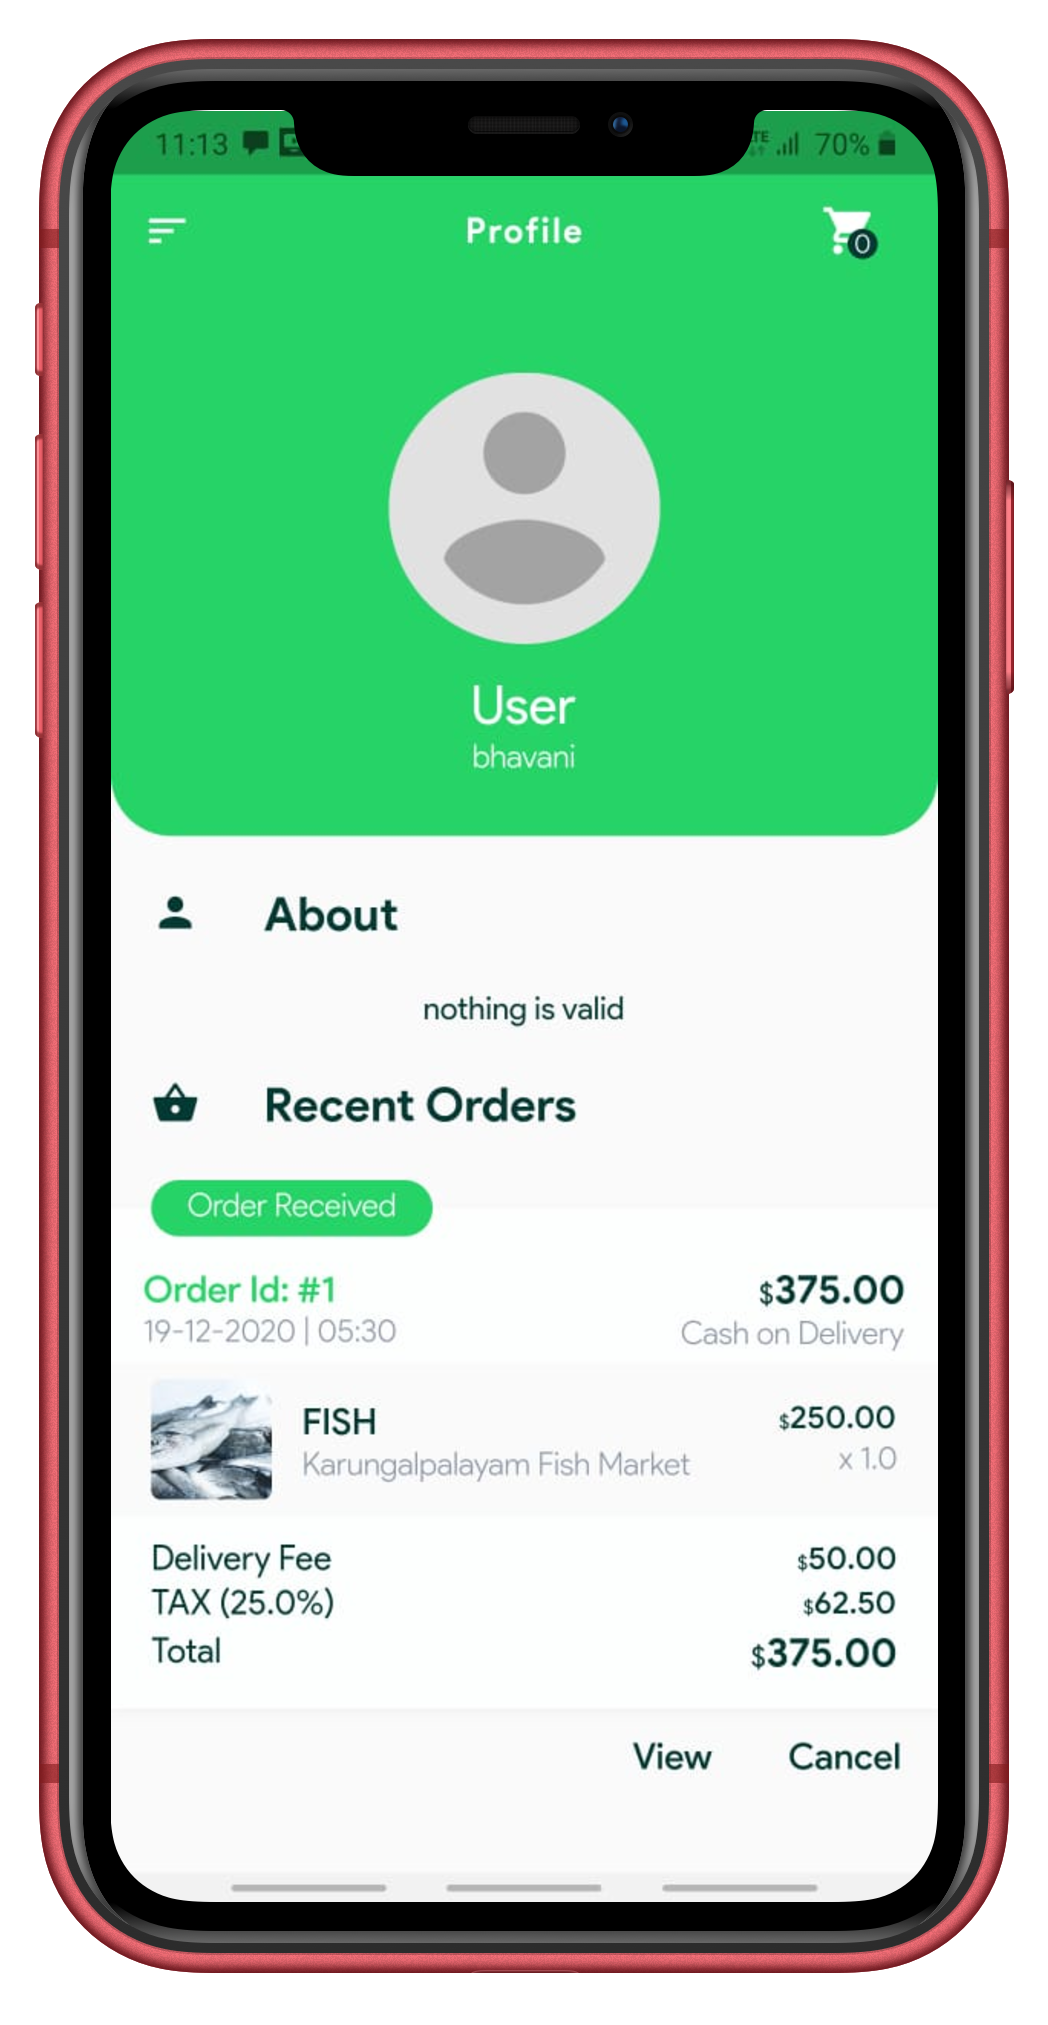 11:13 70%
Profile
0
User
bhavani
About
nothing is valid
Recent Orders
Order Received
Order Id: #1 $375.00
19-12-2020 | 05:30 Cash on Delivery
FISH $250.00
Karungalpalayam Fish Market x 1.0
Delivery Fee $50.00
TAX (25.0%) $62.50
Total $375.00
View Cancel